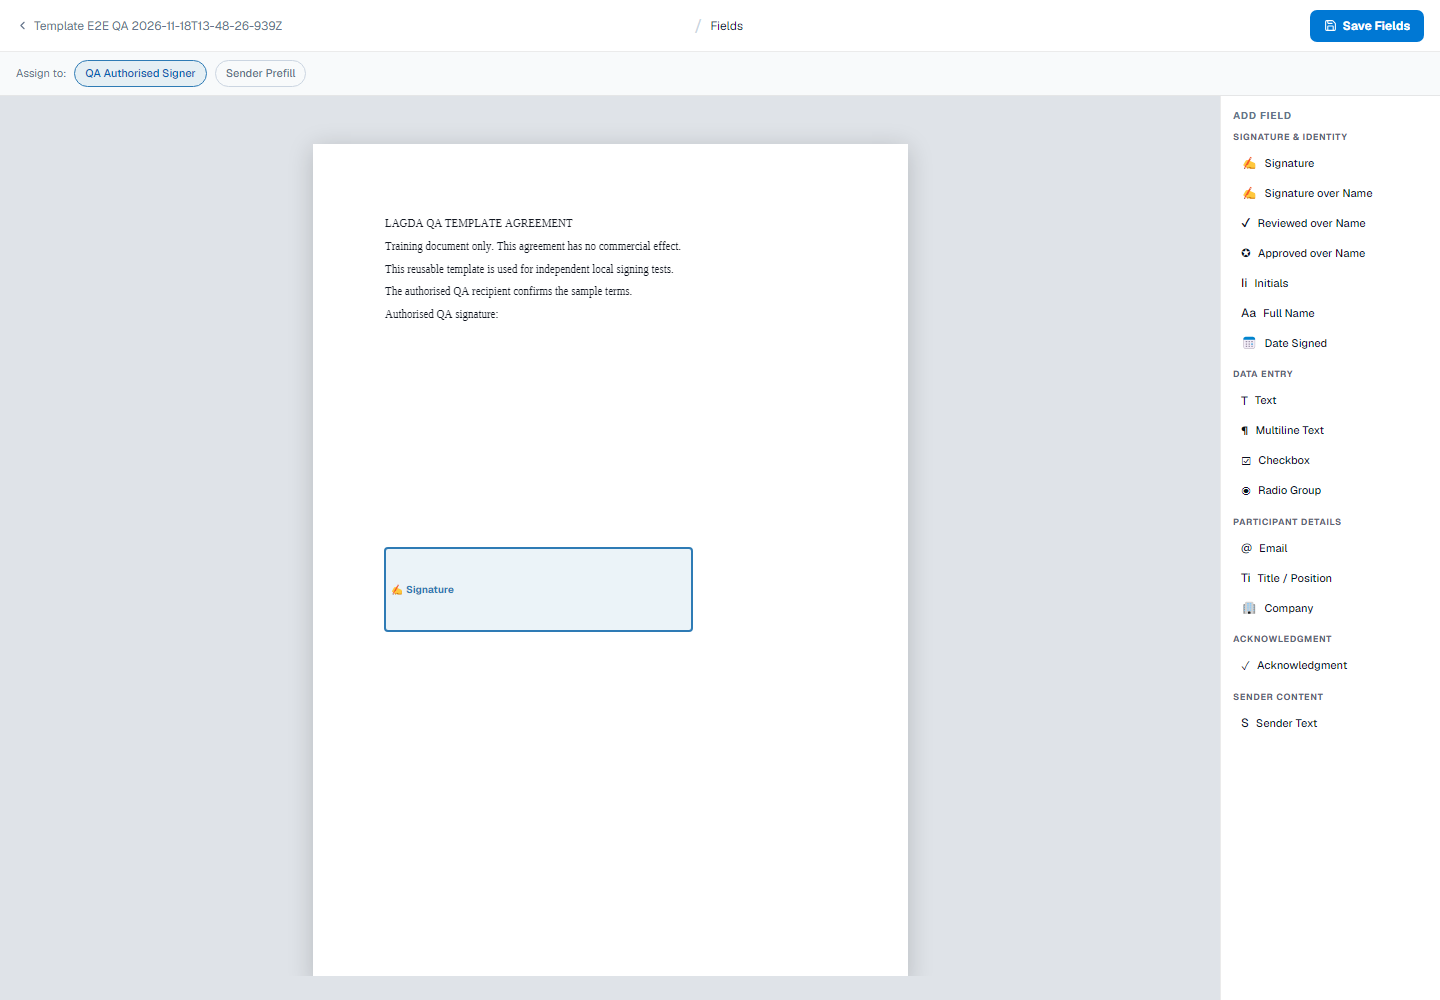 Template E2E QA 2026-11-18T13-48-26-939Z / Fields Save Fields
Assign to: QA Authorised Signer Sender Prefill
LAGDA QA TEMPLATE AGREEMENT
Training document only. This agreement has no commercial effect.
This reusable template is used for independent local signing tests.
The authorised QA recipient confirms the sample terms.
Authorised QA signature:
✍ Signature
ADD FIELD
SIGNATURE & IDENTITY
✍ Signature
✍ Signature over Name
✓ Reviewed over Name
✪ Approved over Name
Ii Initials
Aa Full Name
Date Signed
DATA ENTRY
T Text
¶ Multiline Text
☑ Checkbox
◉ Radio Group
PARTICIPANT DETAILS
@ Email
Ti Title / Position
Company
ACKNOWLEDGMENT
✓ Acknowledgment
SENDER CONTENT
S Sender Text